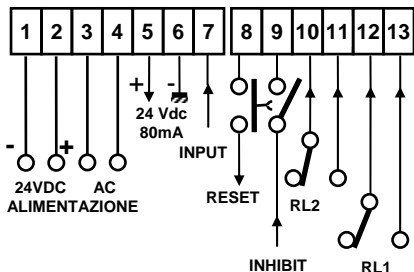 1 2 3 4 5 6 7 8 9 10 11 12 13
+ -
24 Vdc
80mA
- +
INPUT
24VDC AC
ALIMENTAZIONE
RESET
RL2
INHIBIT
RL1